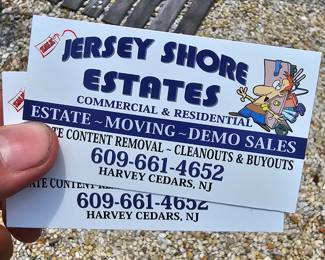 SALE
JERSEY SHORE
ESTATES
COMMERCIAL & RESIDENTIAL
ESTATE ~ MOVING ~ DEMO SALES
TE CONTENT REMOVAL ~ CLEANOUTS & BUYOUTS
609-661-4652
HARVEY CEDARS, NJ
ATE CONTENT
609-661-4652
HARVEY CEDARS, NJ